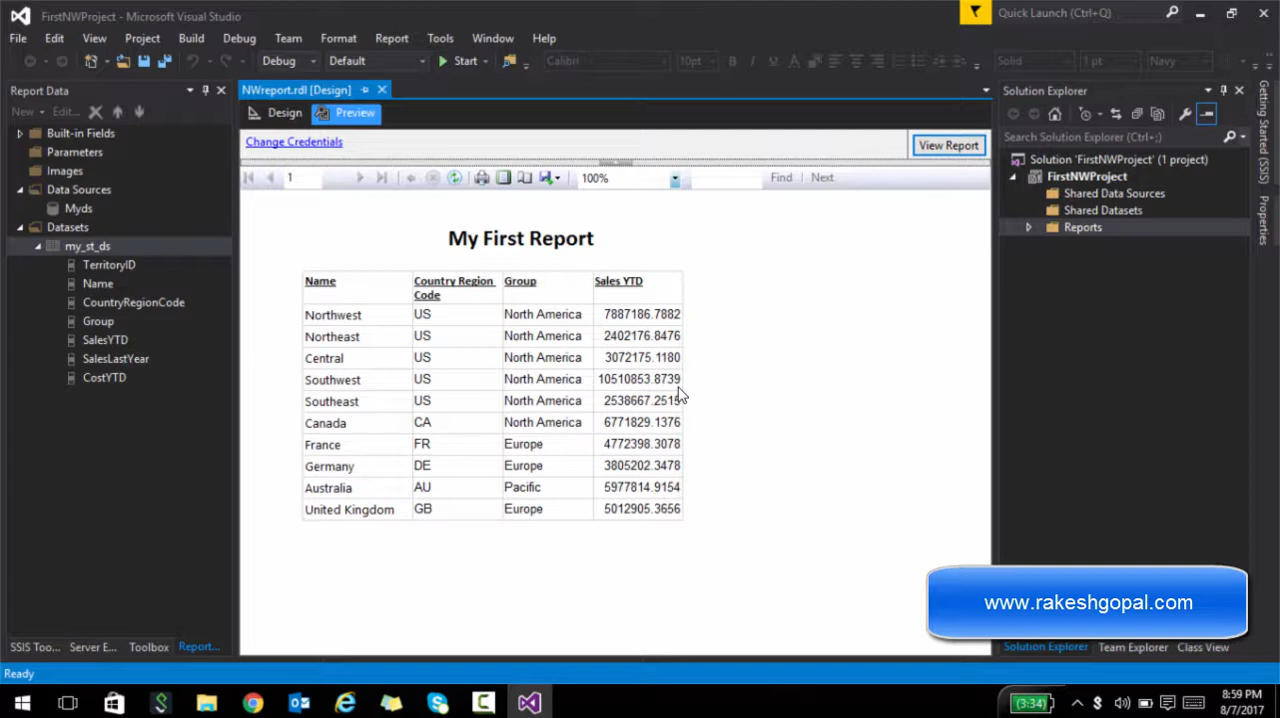 FirstNWProject - Microsoft Visual Studio
Quick Launch (Ctrl+Q)
File Edit View Project Build Debug Team Format Report Tools Window Help
Debug Default Start Calibri 10pt B I U A Solid 1 pt Navy
Report Data
New Edit...
Built-in Fields
Parameters
Images
Data Sources
Myds
Datasets
my_st_ds
TerritoryID
Name
CountryRegionCode
Group
SalesYTD
SalesLastYear
CostYTD
SSIS Too... Server E... Toolbox Report...
NWreport.rdl [Design]
Design Preview
Change Credentials
View Report
1 100% Find Next
My First Report
Name Country Region Code Group Sales YTD
Northwest US North America 7887186.7882
Northeast US North America 2402176.8476
Central US North America 3072175.1180
Southwest US North America 10510853.8739
Southeast US North America 2538667.2515
Canada CA North America 6771829.1376
France FR Europe 4772398.3078
Germany DE Europe 3805202.3478
Australia AU Pacific 5977814.9154
United Kingdom GB Europe 5012905.3656
Solution Explorer
Search Solution Explorer (Ctrl+;)
Solution 'FirstNWProject' (1 project)
FirstNWProject
Shared Data Sources
Shared Datasets
Reports
www.rakeshgopal.com
Solution Explorer Team Explorer Class View
Getting Started (SSIS)
Properties
Ready
(3:34)
8:59 PM
8/7/2017